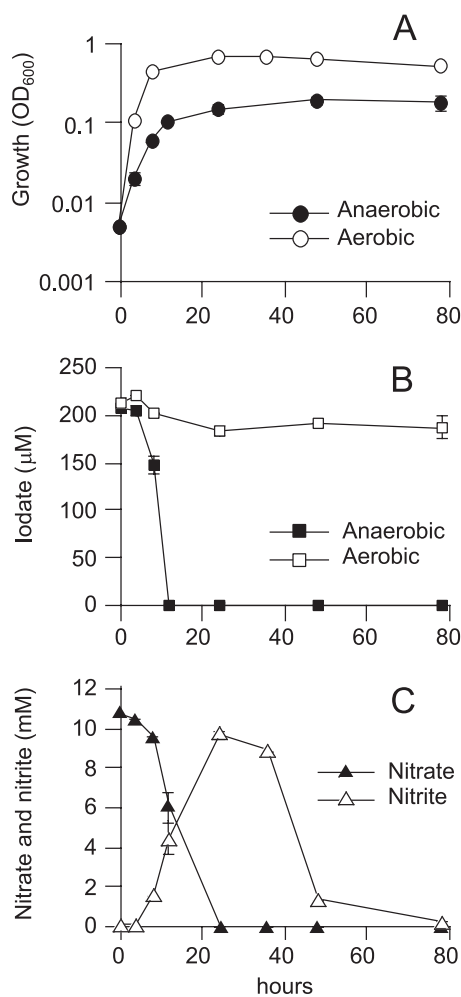 A
Growth (OD600)
1
0.1
0.01
0.001
Anaerobic
Aerobic
0 20 40 60 80
B
Iodate (μM)
250
200
150
100
50
0
Anaerobic
Aerobic
0 20 40 60 80
C
Nitrate and nitrite (mM)
12
10
8
6
4
2
0
Nitrate
Nitrite
0 20 40 60 80
hours